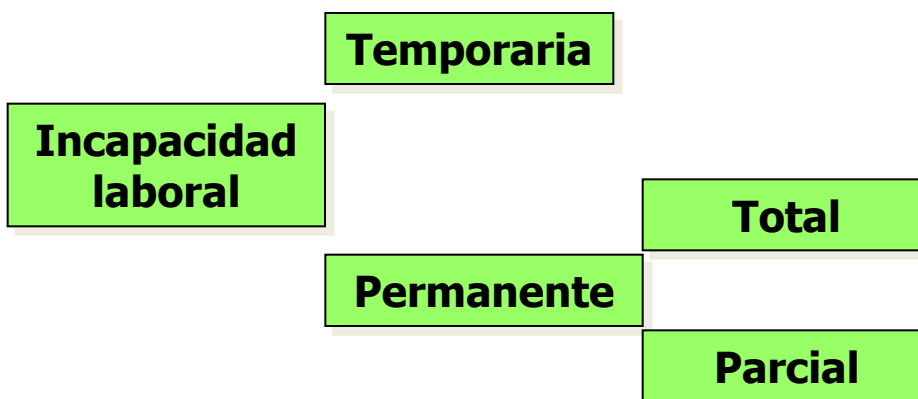 Temporaria
Incapacidad
laboral
Total
Permanente
Parcial